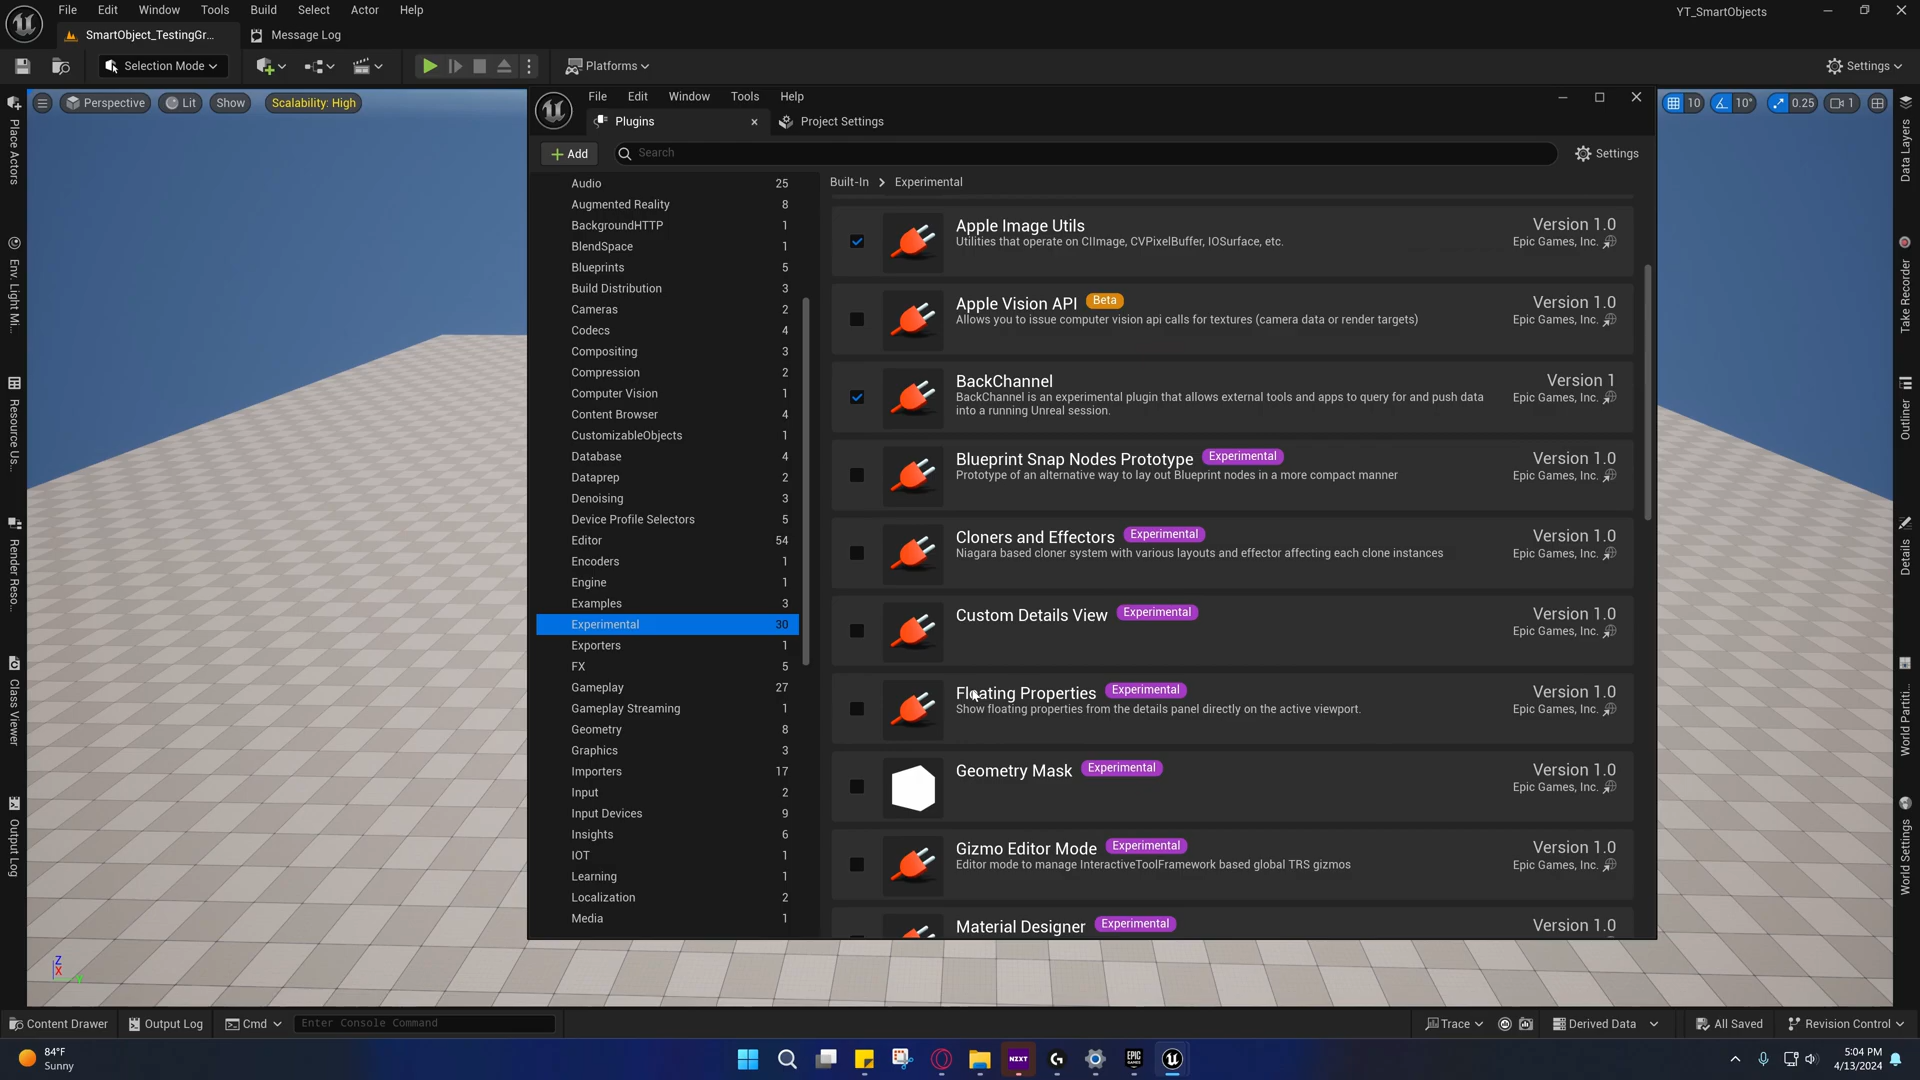 File Edit Window Tools Build Select Actor Help
YT_SmartObjects
SmartObject_TestingGr...
Message Log
Selection Mode
Platforms
Settings
Perspective
Lit
Show
Scalability: High
10
10°
0.25
1
File Edit Window Tools Help
Plugins
Project Settings
Add
Search
Settings
Audio 25
Augmented Reality 8
BackgroundHTTP 1
BlendSpace 1
Blueprints 5
Build Distribution 3
Cameras 2
Codecs 4
Compositing 3
Compression 2
Computer Vision 1
Content Browser 4
CustomizableObjects 1
Database 4
Dataprep 2
Denoising 3
Device Profile Selectors 5
Editor 54
Encoders 1
Engine 1
Examples 3
Experimental 30
Exporters 1
FX 5
Gameplay 27
Gameplay Streaming 1
Geometry 8
Graphics 3
Importers 17
Input 2
Input Devices 9
Insights 6
IOT 1
Learning 1
Localization 2
Media 1
Built-In > Experimental
Apple Image Utils
Version 1.0
Utilities that operate on CIImage, CVPixelBuffer, IOSurface, etc.
Epic Games, Inc.
Apple Vision API Beta
Version 1.0
Allows you to issue computer vision api calls for textures (camera data or render targets)
Epic Games, Inc.
BackChannel
Version 1
BackChannel is an experimental plugin that allows external tools and apps to query for and push data
into a running Unreal session.
Epic Games, Inc.
Blueprint Snap Nodes Prototype Experimental
Version 1.0
Prototype of an alternative way to lay out Blueprint nodes in a more compact manner
Epic Games, Inc.
Cloners and Effectors Experimental
Version 1.0
Niagara based cloner system with various layouts and effector affecting each clone instances
Epic Games, Inc.
Custom Details View Experimental
Version 1.0
Epic Games, Inc.
Floating Properties Experimental
Version 1.0
Show floating properties from the details panel directly on the active viewport.
Epic Games, Inc.
Geometry Mask Experimental
Version 1.0
Epic Games, Inc.
Gizmo Editor Mode Experimental
Version 1.0
Editor mode to manage InteractiveToolFramework based global TRS gizmos
Epic Games, Inc.
Material Designer Experimental
Version 1.0
Place Actors
Env. Light Mi...
Resource Us...
Render Reso...
Class Viewer
Output Log
Data Layers
Take Recorder
Outliner
Details
World Partiti...
World Settings
Z
X
Content Drawer
Output Log
Cmd
Enter Console Command
Trace
Derived Data
All Saved
Revision Control
84°F
Sunny
NZXT
EPIC
GAMES
5:04 PM
4/13/2024